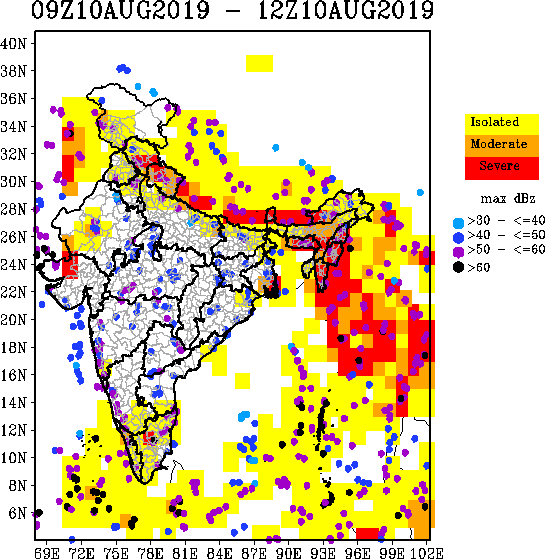 09Z10AUG2019 - 12Z10AUG2019
40N
38N
36N
34N
32N
30N
28N
26N
24N
22N
20N
18N
16N
14N
12N
10N
8N
6N
69E 72E 75E 78E 81E 84E 87E 90E 93E 96E 99E 102E
Isolated
Moderate
Severe
max dBz
>30 - <=40
>40 - <=50
>50 - <=60
>60